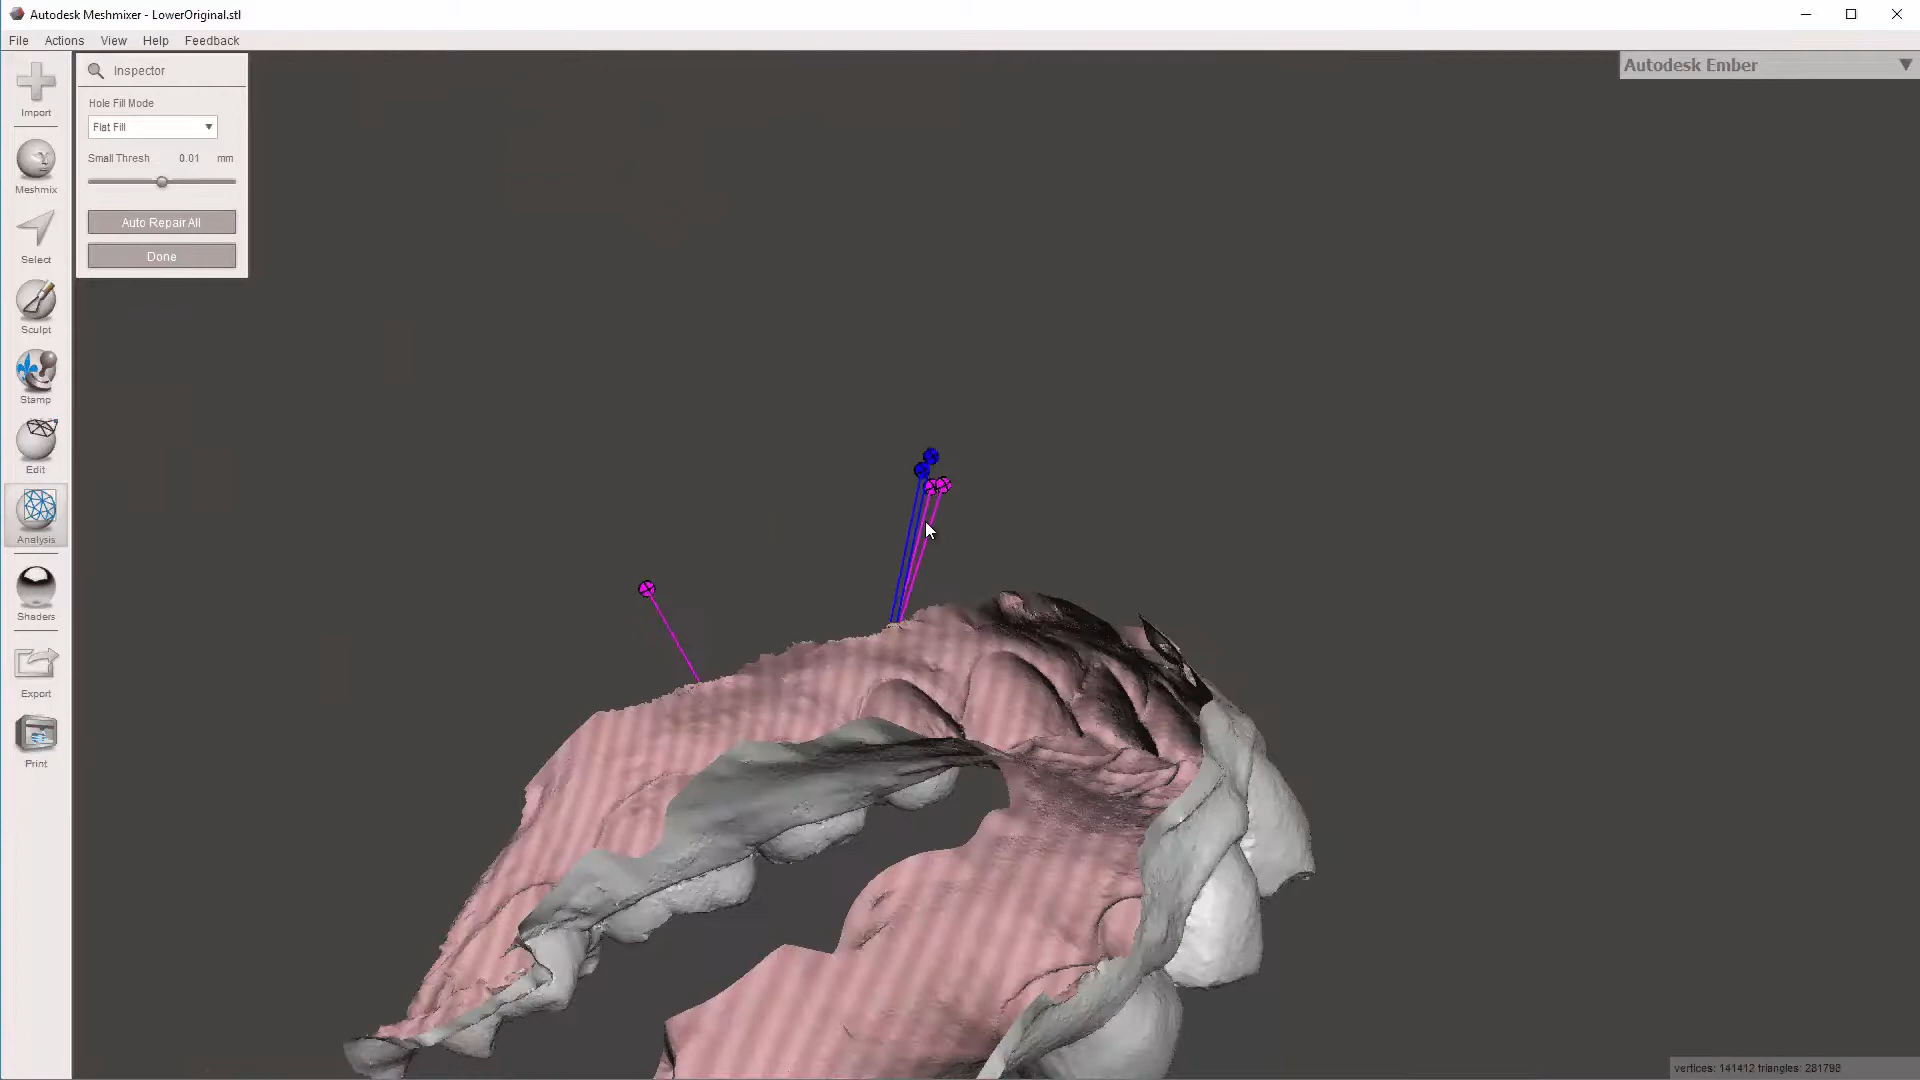 Autodesk Meshmixer - LowerOriginal.stl
File Actions View Help Feedback
Import
Meshmix
Select
Sculpt
Stamp
Edit
Analysis
Shaders
Export
Print
Inspector
Hole Fill Mode
Flat Fill
Small Thresh 0.01 mm
Auto Repair All
Done
Autodesk Ember
vertices: 141412 triangles: 281798